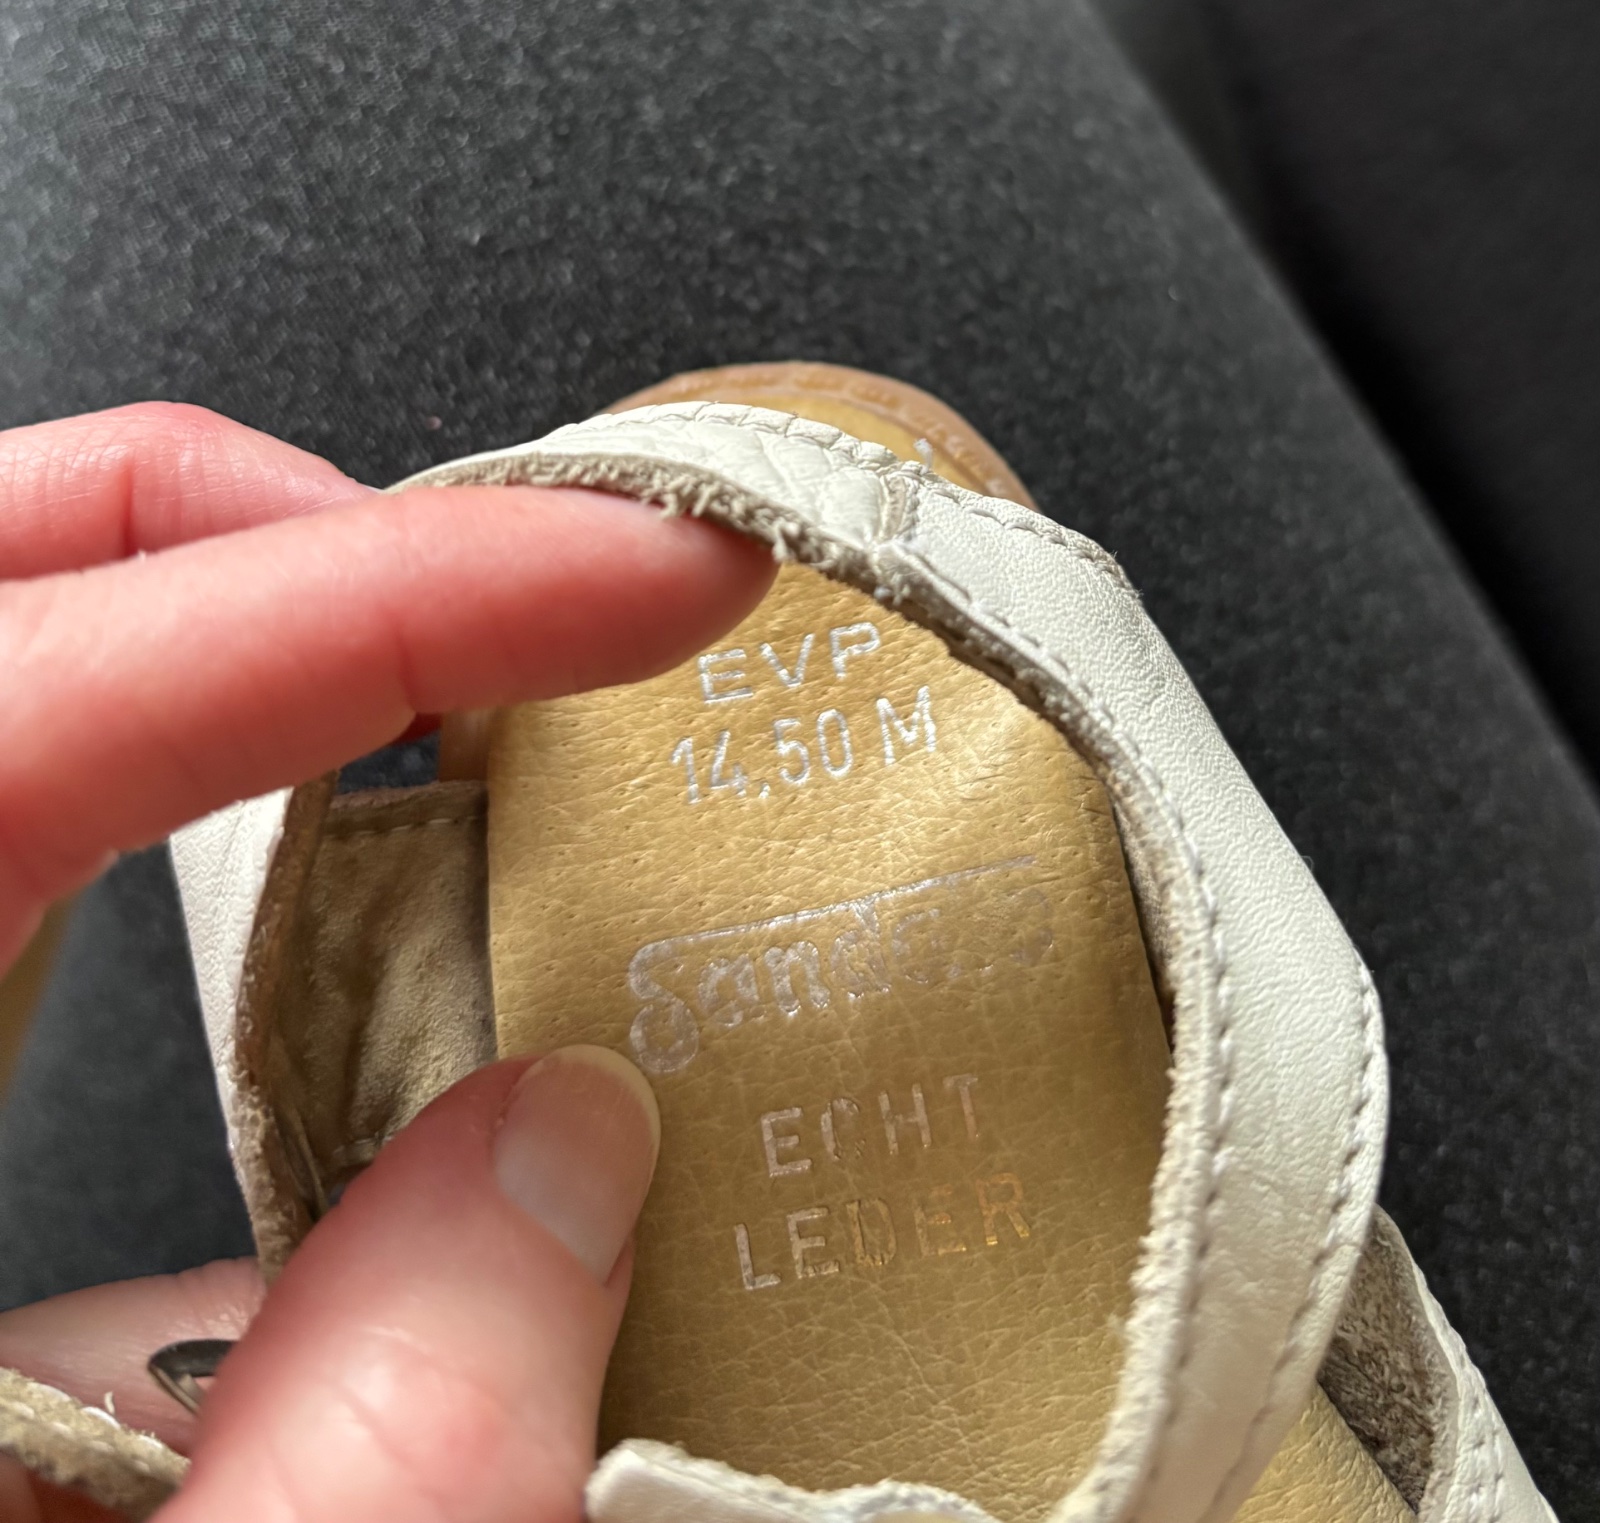 EVP
14,50 M
ECHT
LEDER